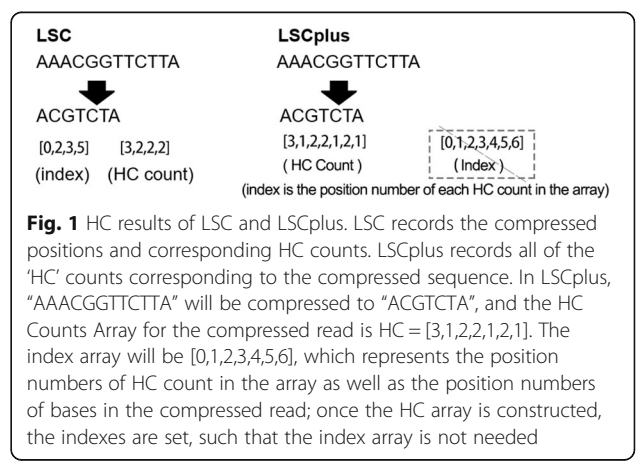 LSC LSCplus
AAACGGTTCTTA AAACGGTTCTTA
ACGTCTA ACGTCTA
[0,2,3,5] [3,2,2,2] [3,1,2,2,1,2,1] [0,1,2,3,4,5,6]
(index) (HC count) ( HC Count ) ( Index )
(index is the position number of each HC count in the array)
Fig. 1 HC results of LSC and LSCplus. LSC records the compressed
positions and corresponding HC counts. LSCplus records all of the
‘HC’ counts corresponding to the compressed sequence. In LSCplus,
“AAACGGTTCTTA” will be compressed to “ACGTCTA”, and the HC
Counts Array for the compressed read is HC = [3,1,2,2,1,2,1]. The
index array will be [0,1,2,3,4,5,6], which represents the position
numbers of HC count in the array as well as the position numbers
of bases in the compressed read; once the HC array is constructed,
the indexes are set, such that the index array is not needed